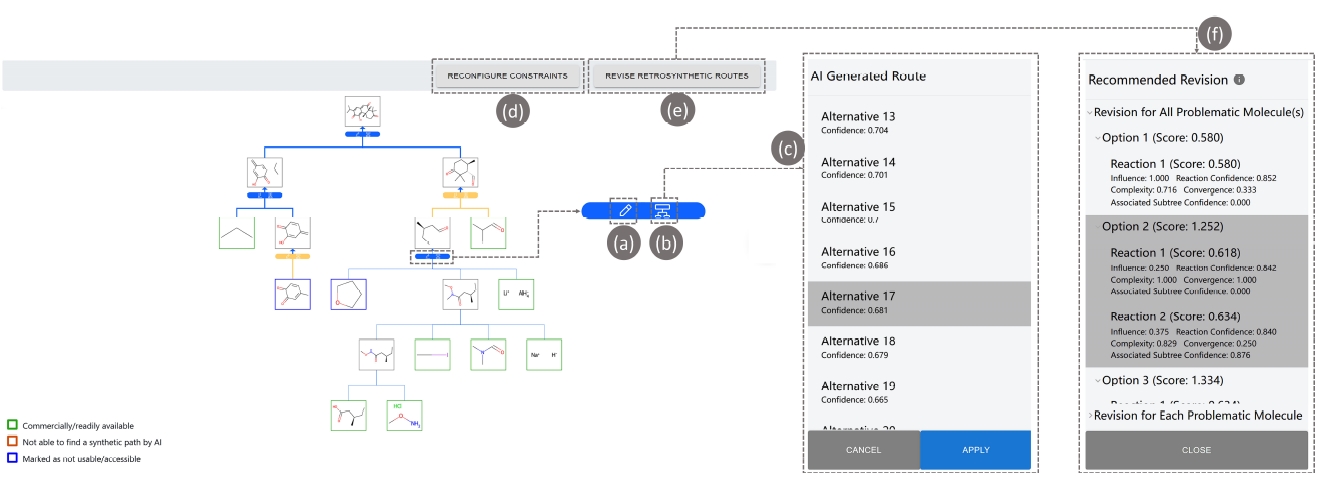 (f)
RECONFIGURE CONSTRAINTS
REVISE RETROSYNTHETIC ROUTES
(d)
(e)
(a)
(b)
(c)
AI Generated Route
Alternative 13
Confidence: 0.704
Alternative 14
Confidence: 0.701
Alternative 15
Confidence: 0.7
Alternative 16
Confidence: 0.686
Alternative 17
Confidence: 0.681
Alternative 18
Confidence: 0.679
Alternative 19
Confidence: 0.665
Alternative 20
CANCEL
APPLY
Recommended Revision
Revision for All Problematic Molecule(s)
Option 1 (Score: 0.580)
Reaction 1 (Score: 0.580)
Influence: 1.000 Reaction Confidence: 0.852
Complexity: 0.716 Convergence: 0.333
Associated Subtree Confidence: 0.000
Option 2 (Score: 1.252)
Reaction 1 (Score: 0.618)
Influence: 0.250 Reaction Confidence: 0.842
Complexity: 1.000 Convergence: 1.000
Associated Subtree Confidence: 0.000
Reaction 2 (Score: 0.634)
Influence: 0.375 Reaction Confidence: 0.840
Complexity: 0.829 Convergence: 0.250
Associated Subtree Confidence: 0.876
Option 3 (Score: 1.334)
Reaction 1 (Score: 0.634)
Revision for Each Problematic Molecule
CLOSE
Commercially/readily available
Not able to find a synthetic path by AI
Marked as not usable/accessible